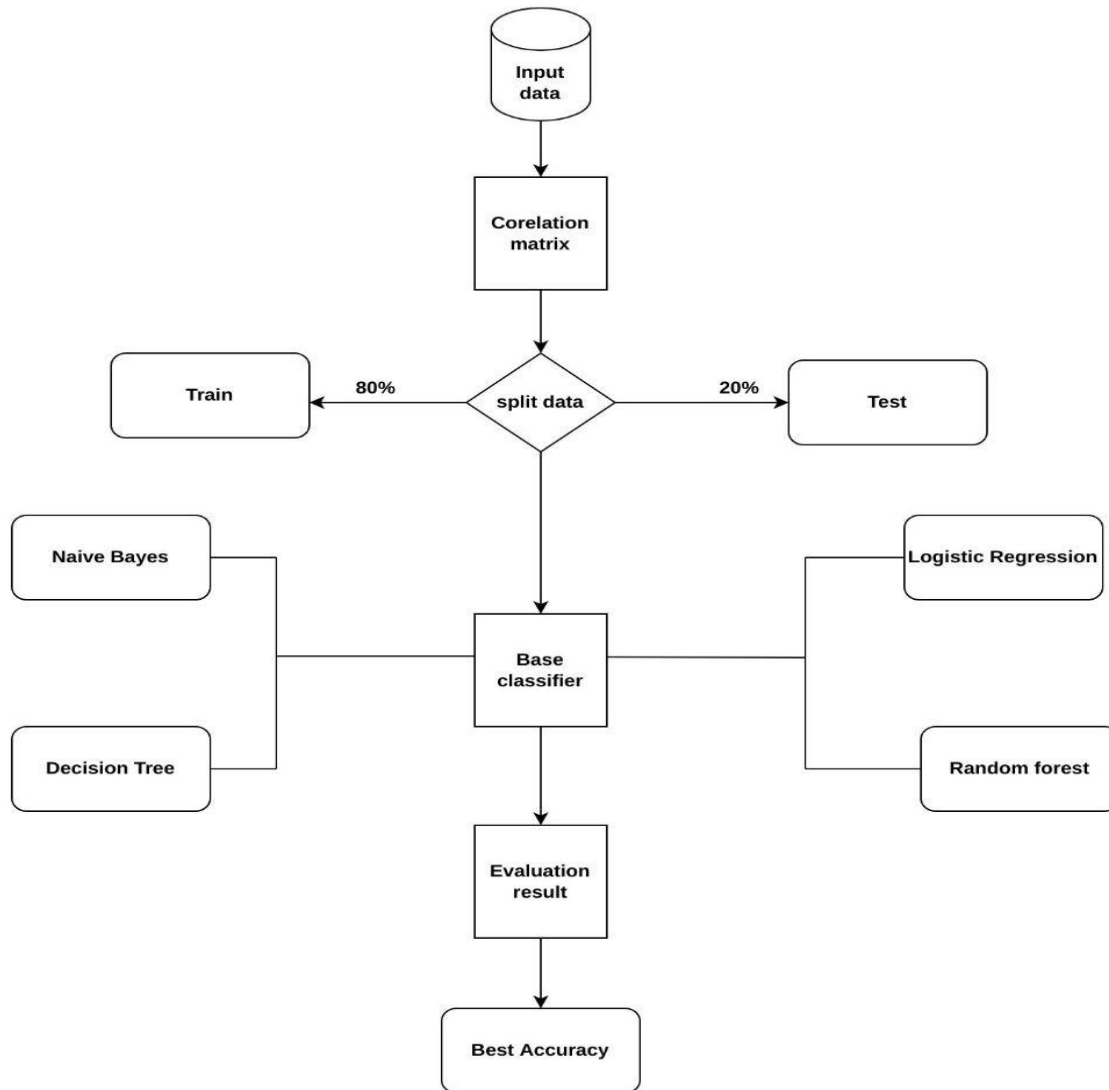 Input
data
Corelation
matrix
80%
20%
Train
split data
Test
Naive Bayes
Logistic Regression
Base
classifier
Decision Tree
Random forest
Evaluation
result
Best Accuracy